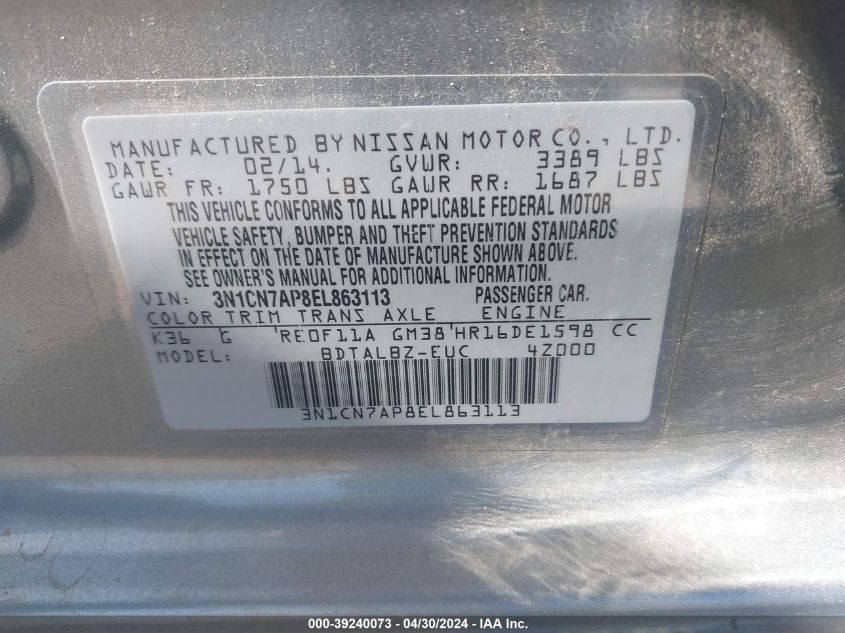 MANUFACTURED BY NISSAN MOTOR CO., LTD.
DATE: 02/14. GVWR: 3389 LBS
GAWR FR: 1750 LBS GAWR RR: 1687 LBS
THIS VEHICLE CONFORMS TO ALL APPLICABLE FEDERAL MOTOR
VEHICLE SAFETY, BUMPER AND THEFT PREVENTION STANDARDS
IN EFFECT ON THE DATE OF MANUFACTURE SHOWN ABOVE.
SEE OWNER'S MANUAL FOR ADDITIONAL INFORMATION.
VIN: 3N1CN7AP8EL863113 PASSENGER CAR.
COLOR TRIM TRANS AXLE ENGINE
K36 G RE0F11A GM38 HR16DE1598 CC
MODEL: BDTALBZ-EUC 4Z000
3N1CN7AP8EL863113
000-39240073 - 04/30/2024 - IAA Inc.